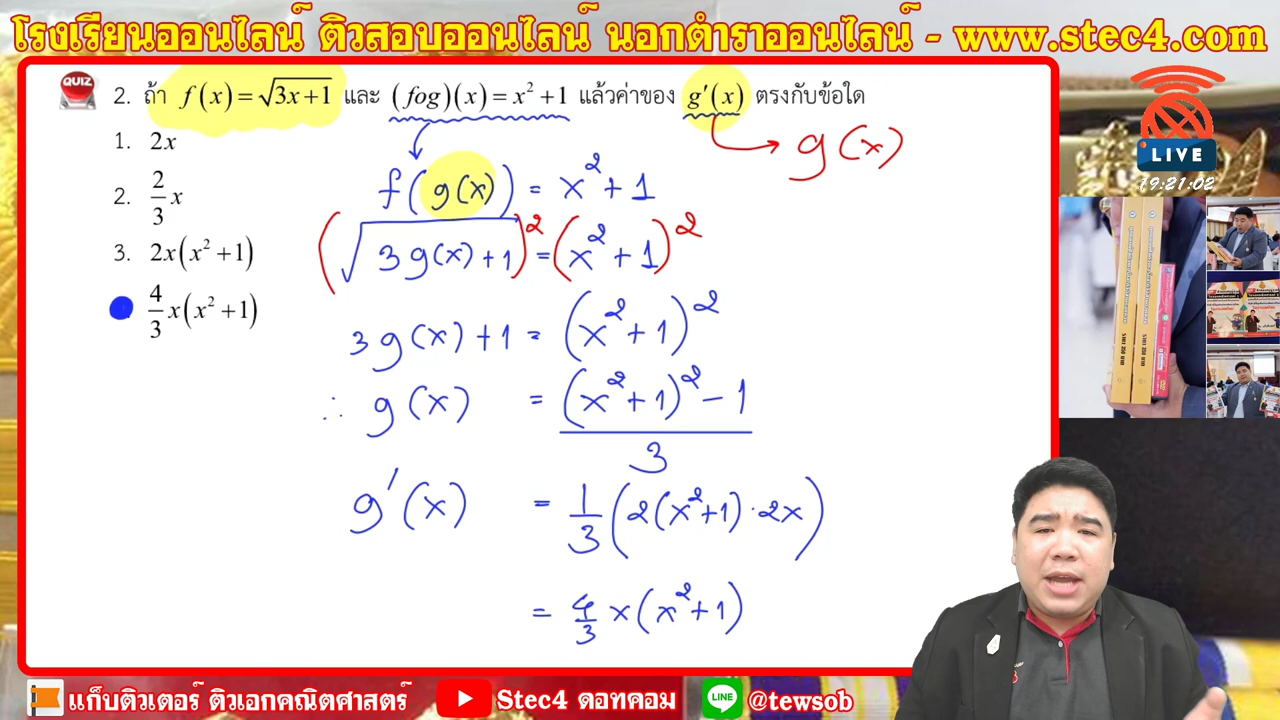 โรงเรียนออนไลน์ ติวสอบออนไลน์ นอกตำราออนไลน์ - www.stec4.com
QUIZ
2. ถ้า f(x)=√3x+1 และ (fog)(x)=x²+1 แล้วค่าของ g′(x) ตรงกับข้อใด
1. 2x
2. 2/3 x
3. 2x(x²+1)
4/3 x(x²+1)
g(x)
f(g(x)) = x²+1
(√3g(x)+1)² = (x²+1)²
3g(x)+1 = (x²+1)²
∴ g(x) = (x²+1)²-1 / 3
g′(x) = 1/3 (2(x²+1)·2x)
= 4/3 x(x²+1)
LIVE
19:21:02
แก็บติวเตอร์ ติวเอกคณิตศาสตร์
Stec4 ดอทคอม
LINE
@tewsob